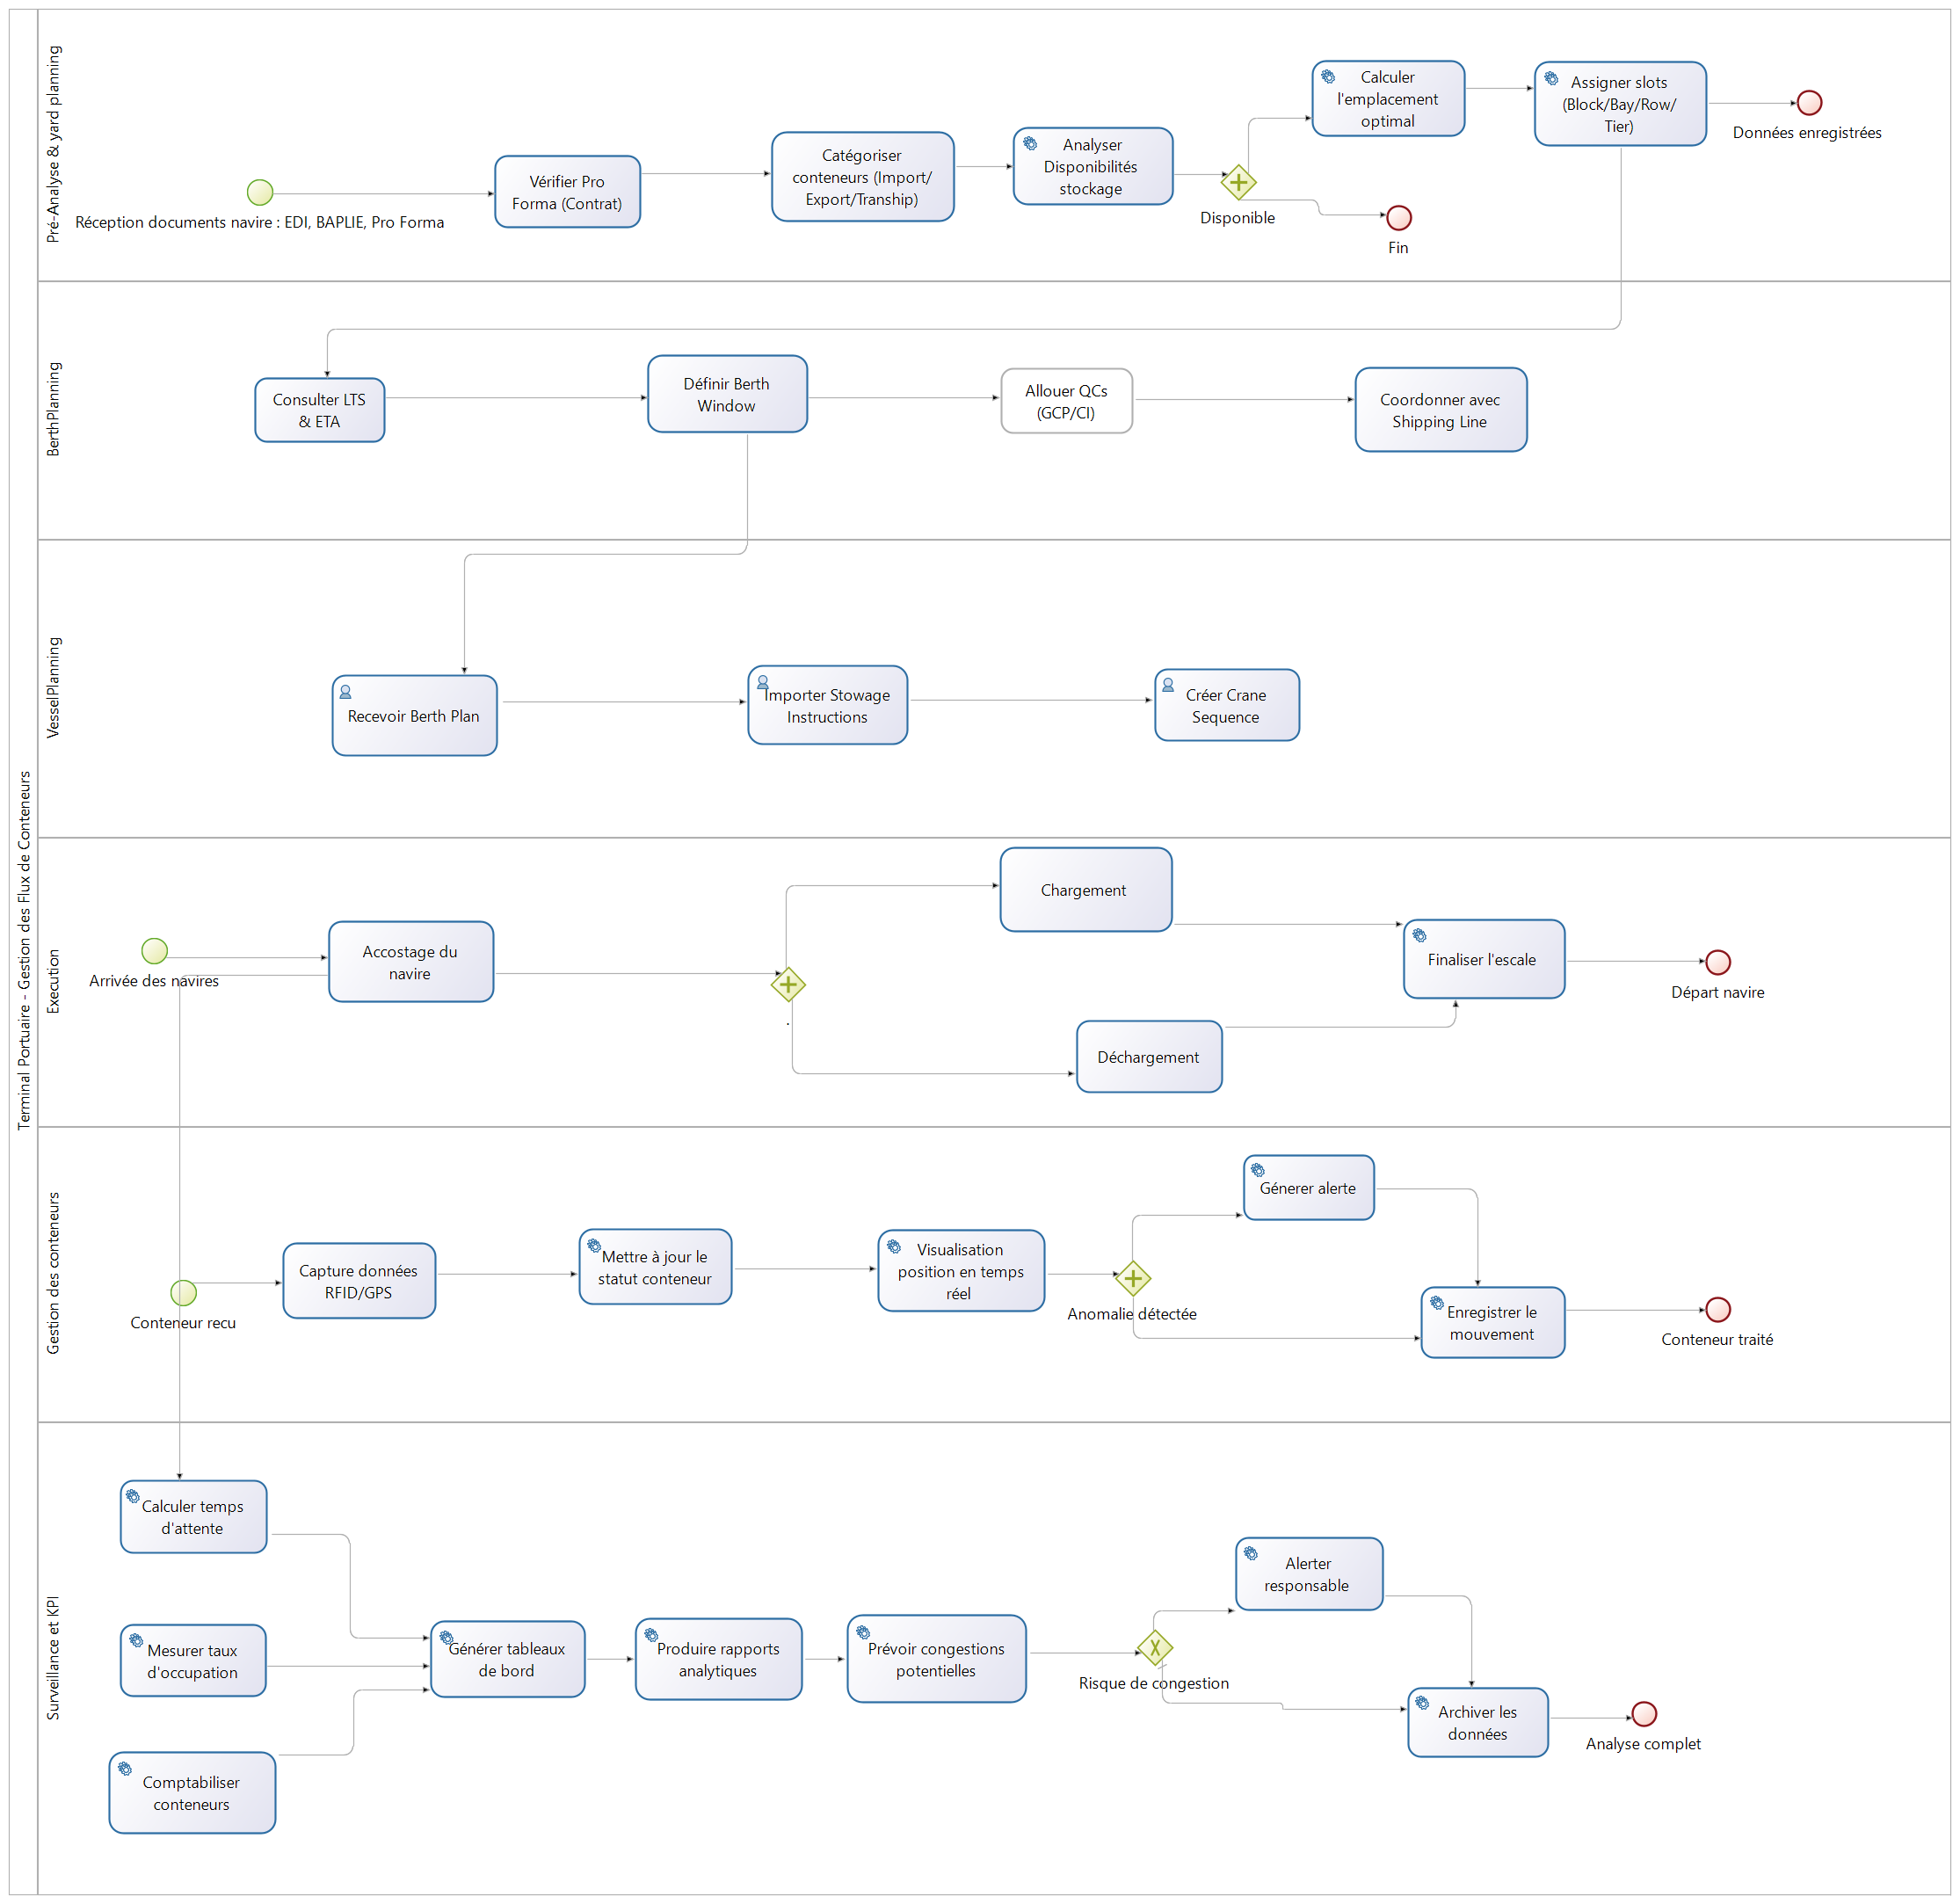 Terminal Portuaire - Gestion des Flux de Conteneurs
Pré-Analyse & yard planning
Réception documents navire : EDI, BAPLIE, Pro Forma
Vérifier Pro
Forma (Contrat)
Catégoriser
conteneurs (Import/
Export/Tranship)
Analyser
Disponibilités
stockage
Disponible
Fin
Calculer
l'emplacement
optimal
Assigner slots
(Block/Bay/Row/
Tier)
Données enregistrées
BerthPlanning
Consulter LTS
& ETA
Définir Berth
Window
Allouer QCs
(GCP/CI)
Coordonner avec
Shipping Line
VesselPlanning
Recevoir Berth Plan
Importer Stowage
Instructions
Créer Crane
Sequence
Execution
Arrivée des navires
Accostage du
navire
.
Chargement
Déchargement
Finaliser l'escale
Départ navire
Gestion des conteneurs
Conteneur recu
Capture données
RFID/GPS
Mettre à jour le
statut conteneur
Visualisation
position en temps
réel
Anomalie détectée
Génerer alerte
Enregistrer le
mouvement
Conteneur traité
Surveillance et KPI
Calculer temps
d'attente
Mesurer taux
d'occupation
Comptabiliser
conteneurs
Générer tableaux
de bord
Produire rapports
analytiques
Prévoir congestions
potentielles
Risque de congestion
Alerter
responsable
Archiver les
données
Analyse complet